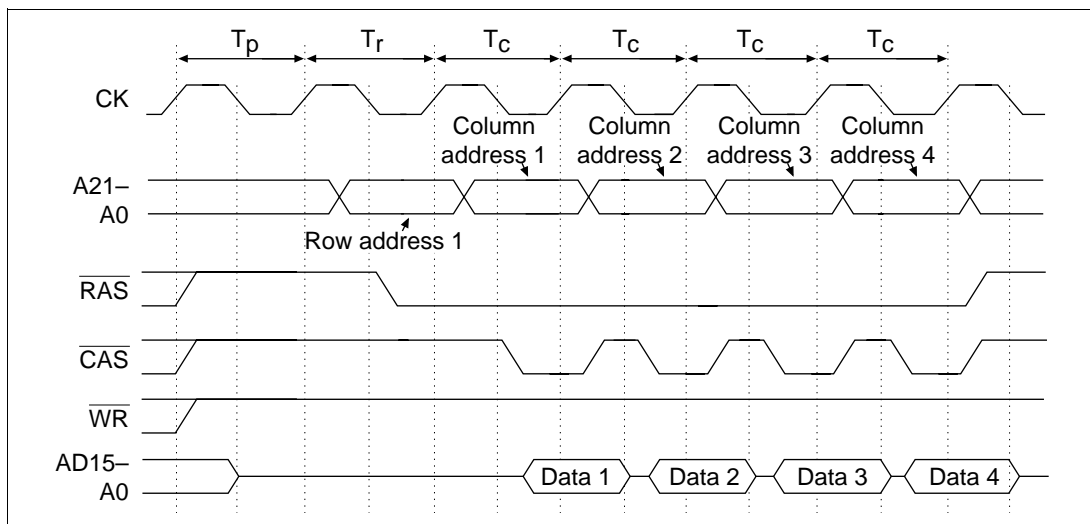 Tp Tr Tc Tc Tc Tc
CK
Column address 1
Column address 2
Column address 3
Column address 4
A21–
A0
Row address 1
RAS
CAS
WR
AD15–
A0
Data 1 Data 2 Data 3 Data 4